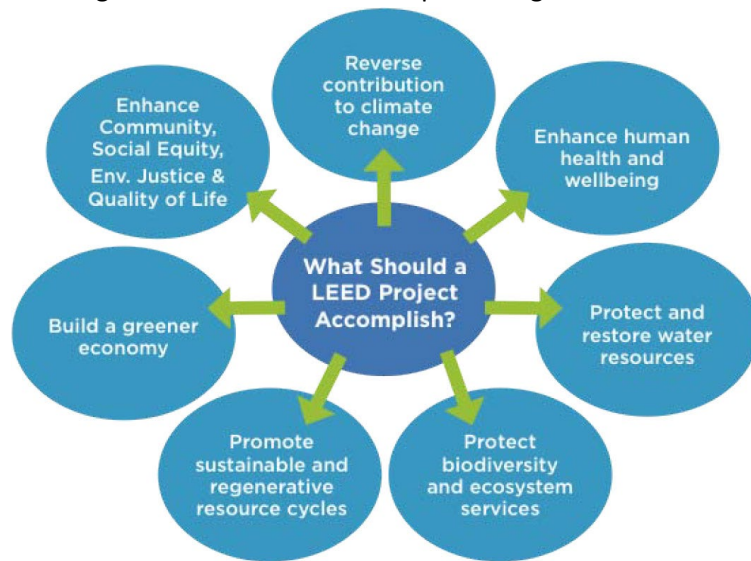 Reverse
contribution
to climate
change
Enhance human
health and
wellbeing
Protect and
restore water
resources
Protect
biodiversity
and ecosystem
services
Promote
sustainable and
regenerative
resource cycles
Build a greener
economy
Enhance
Community,
Social Equity,
Env. Justice &
Quality of Life
What Should a
LEED Project
Accomplish?